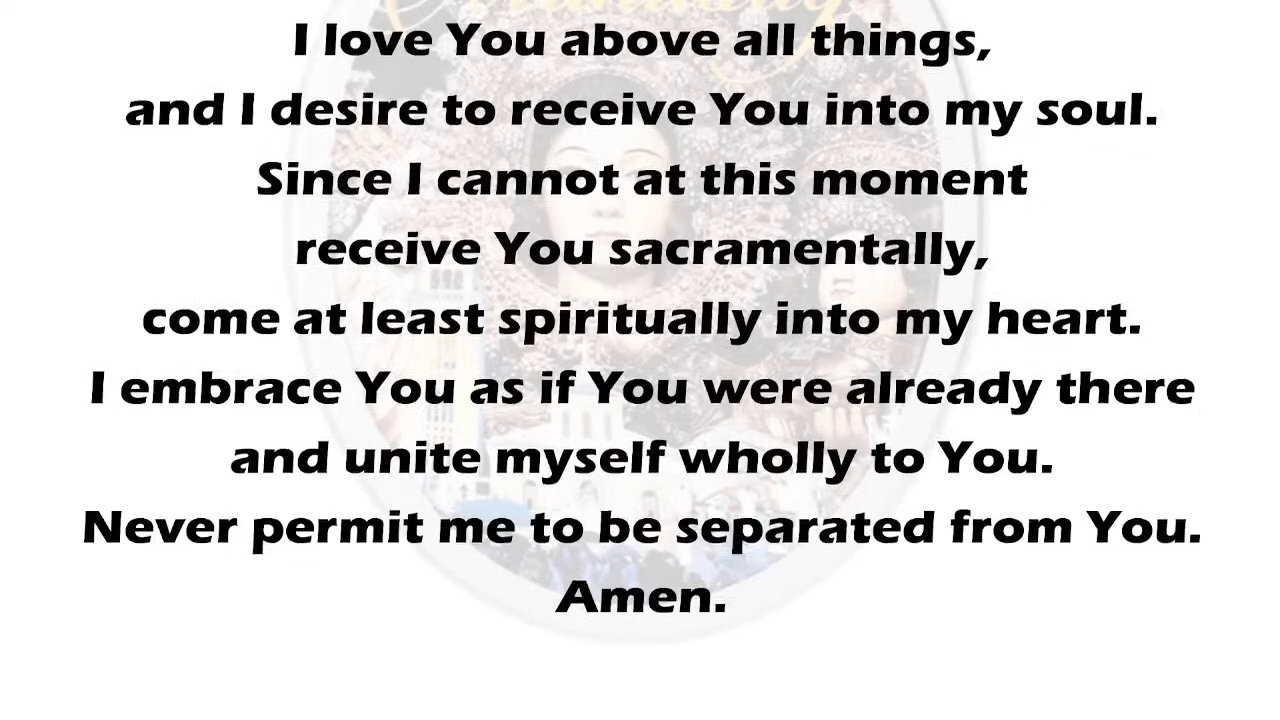 I love You above all things,
and I desire to receive You into my soul.
Since I cannot at this moment
receive You sacramentally,
come at least spiritually into my heart.
I embrace You as if You were already there
and unite myself wholly to You.
Never permit me to be separated from You.
Amen.